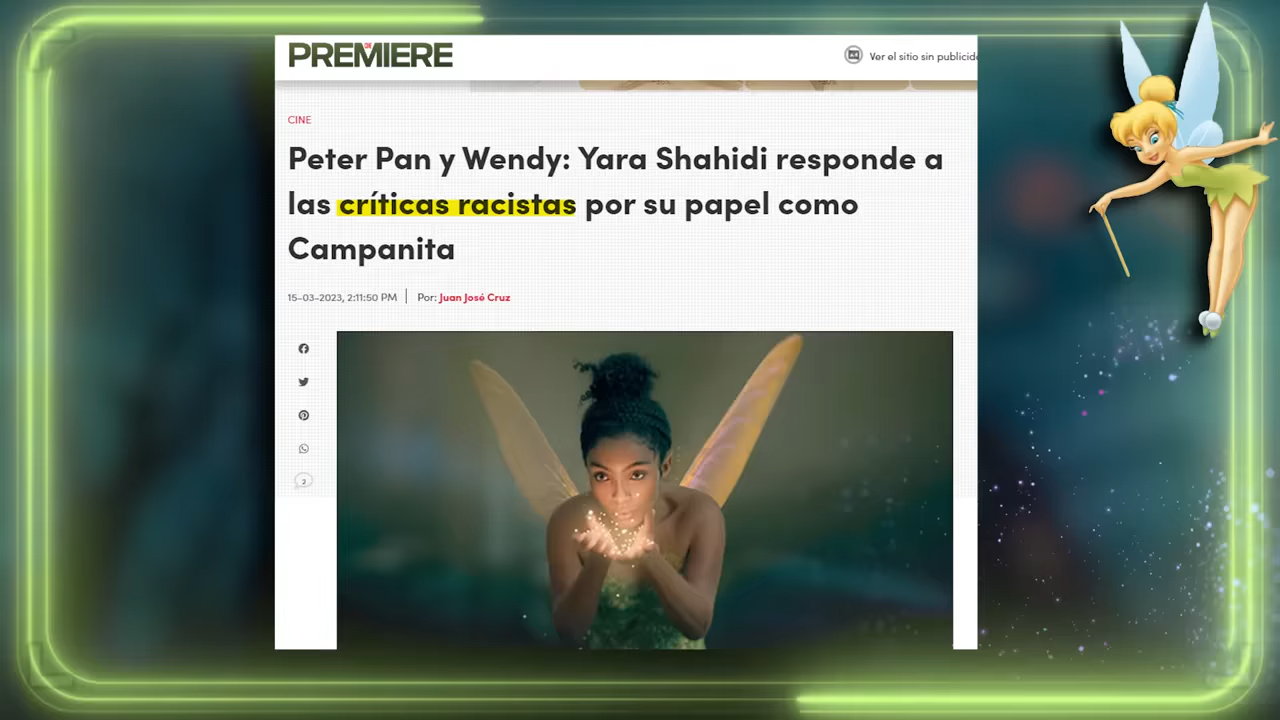 DE
PREMIERE
Ver el sitio sin publicid
CINE
Peter Pan y Wendy: Yara Shahidi responde a
las críticas racistas por su papel como
Campanita
15-03-2023, 2:11:50 PM
Por: Juan José Cruz
2